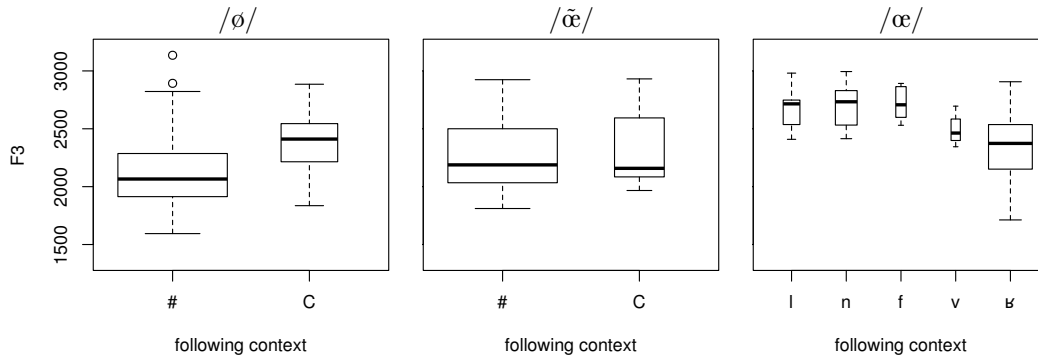 /ø/ /œ̃/ /œ/
F3
3000
2500
2000
1500
# C # C l n f v ʁ
following context following context following context